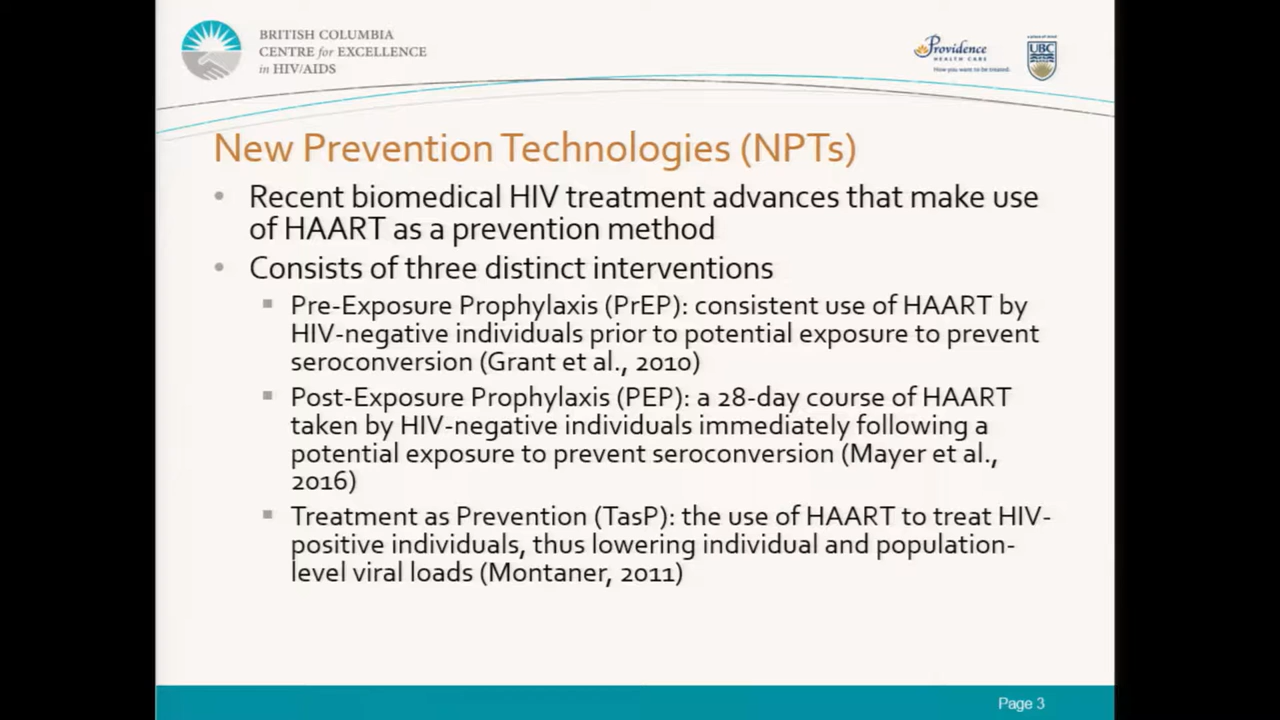 BRITISH COLUMBIA
CENTRE for EXCELLENCE
in HIV/AIDS
Providence
HEALTH CARE
How you want to be treated.
UBC
New Prevention Technologies (NPTs)
• Recent biomedical HIV treatment advances that make use
of HAART as a prevention method
• Consists of three distinct interventions
▪ Pre-Exposure Prophylaxis (PrEP): consistent use of HAART by
HIV-negative individuals prior to potential exposure to prevent
seroconversion (Grant et al., 2010)
▪ Post-Exposure Prophylaxis (PEP): a 28-day course of HAART
taken by HIV-negative individuals immediately following a
potential exposure to prevent seroconversion (Mayer et al.,
2016)
▪ Treatment as Prevention (TasP): the use of HAART to treat HIV-
positive individuals, thus lowering individual and population-
level viral loads (Montaner, 2011)
Page 3